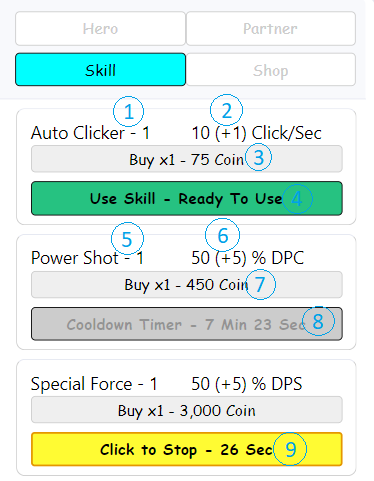 Hero Partner
Skill Shop
1 2
Auto Clicker - 1 10 (+1) Click/Sec
Buy x1 - 75 Coin 3
Use Skill - Ready To Use 4
5 6
Power Shot - 1 50 (+5) % DPC
Buy x1 - 450 Coin 7
Cooldown Timer - 7 Min 23 Sec 8
Special Force - 1 50 (+5) % DPS
Buy x1 - 3,000 Coin
Click to Stop - 26 Sec 9